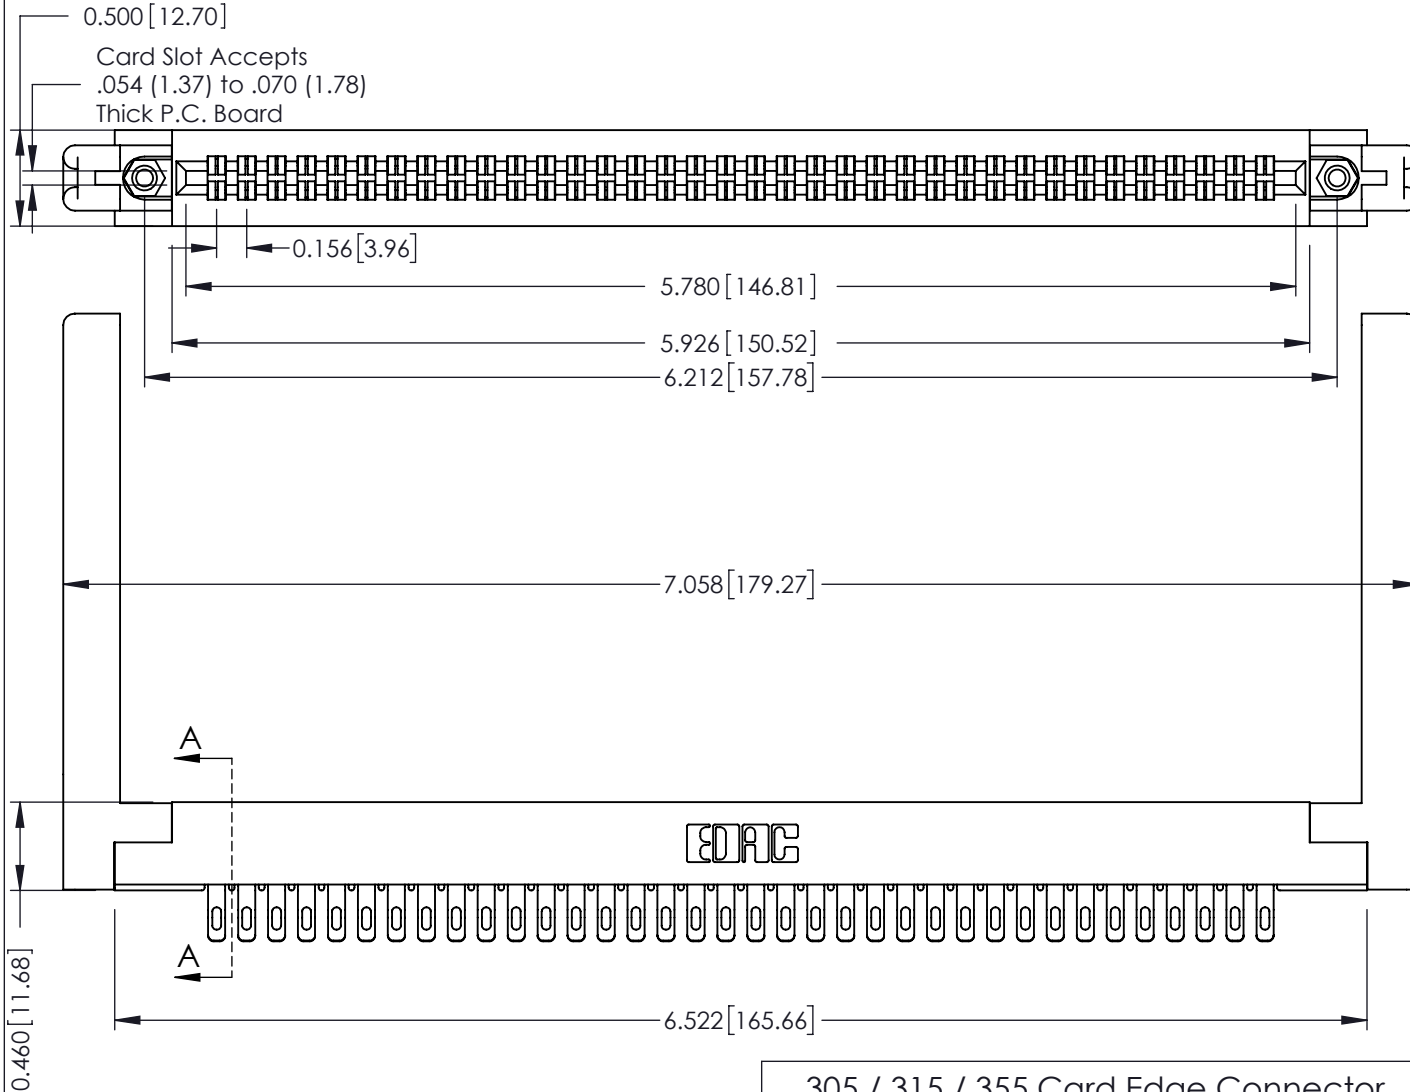 0.500[12.70]
Card Slot Accepts
.054 (1.37) to .070 (1.78)
Thick P.C. Board
0.156[3.96]
5.780[146.81]
5.926[150.52]
6.212[157.78]
7.058[179.27]
A
EDAC
A
0.460[11.68]
6.522[165.66]
305 / 315 / 355 Card Edge Connector